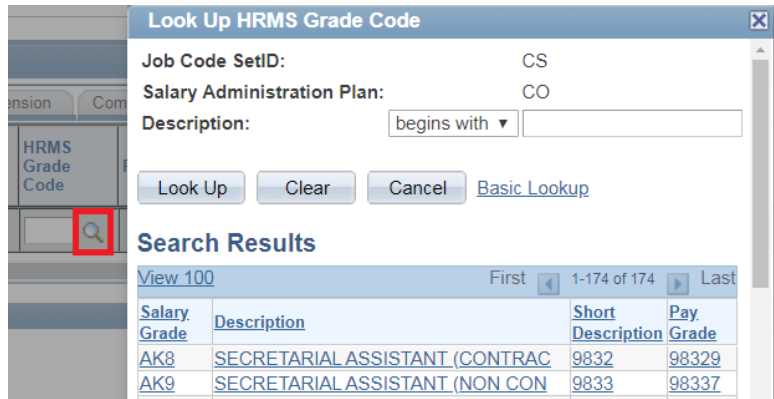 Look Up HRMS Grade Code
Job Code SetID: CS
Salary Administration Plan: CO
Description: begins with
Look Up Clear Cancel Basic Lookup
Search Results
View 100 First 1-174 of 174 Last
Salary Grade Description Short Description Pay Grade
AK8 SECRETARIAL ASSISTANT (CONTRAC 9832 98329
AK9 SECRETARIAL ASSISTANT (NON CON 9833 98337
HRMS
Grade
Code